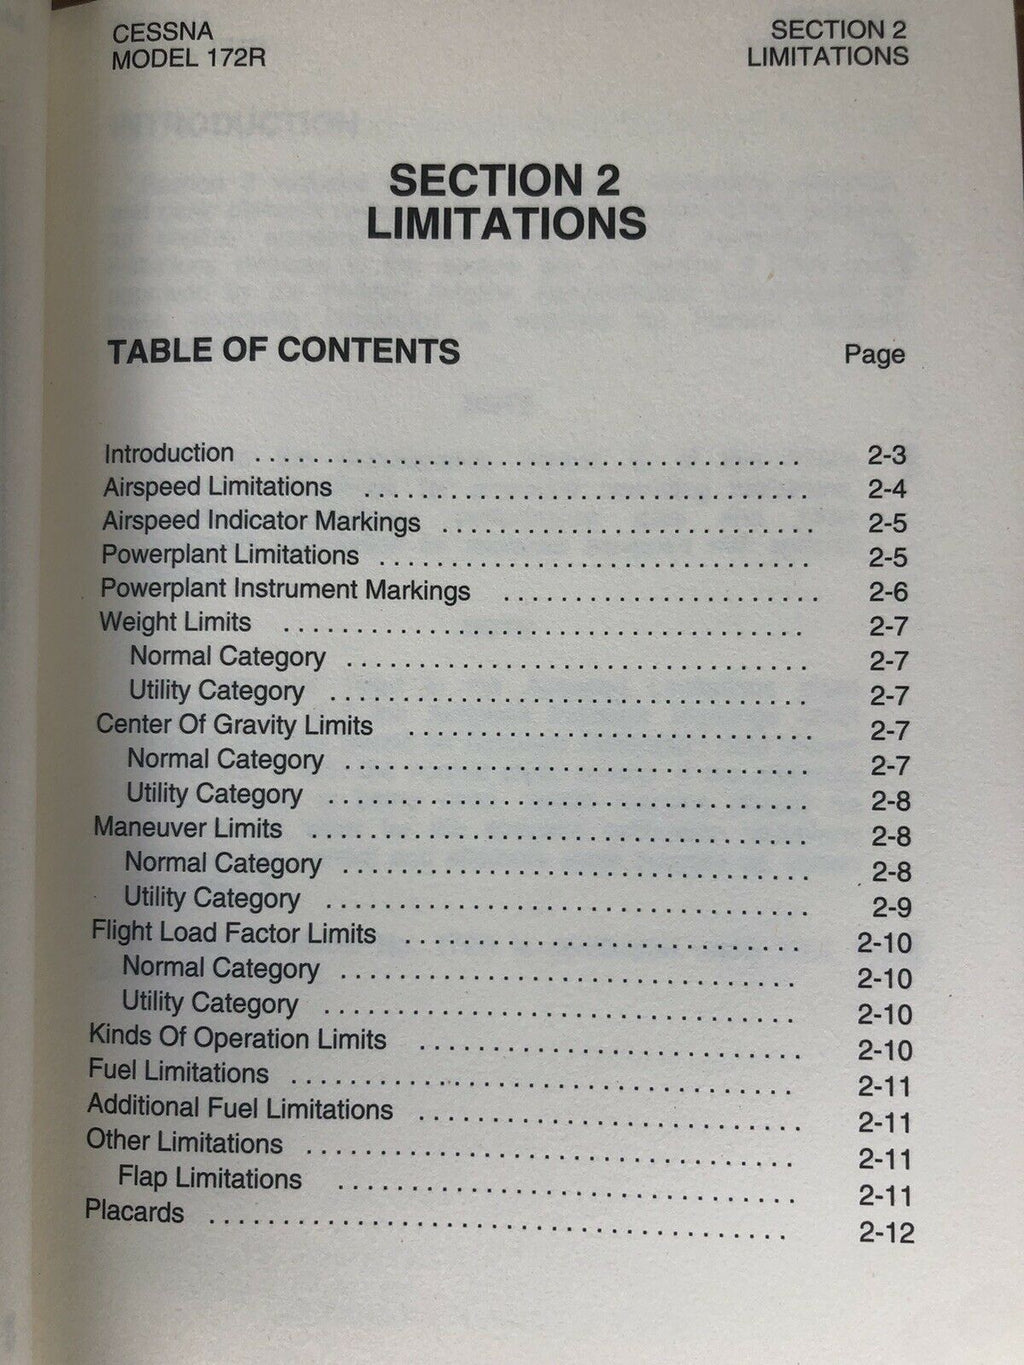 CESSNA
MODEL 172R
SECTION 2
LIMITATIONS
SECTION 2
LIMITATIONS
TABLE OF CONTENTS Page
Introduction .......................................... 2-3
Airspeed Limitations ............................... 2-4
Airspeed Indicator Markings .......................... 2-5
Powerplant Limitations .............................. 2-5
Powerplant Instrument Markings ...................... 2-6
Weight Limits .................................... 2-7
Normal Category ................................ 2-7
Utility Category ................................. 2-7
Center Of Gravity Limits ............................ 2-7
Normal Category ................................ 2-7
Utility Category ................................. 2-8
Maneuver Limits .................................. 2-8
Normal Category ................................ 2-8
Utility Category ................................. 2-9
Flight Load Factor Limits ............................ 2-10
Normal Category ................................ 2-10
Utility Category ................................. 2-10
Kinds Of Operation Limits ........................... 2-10
Fuel Limitations ................................... 2-11
Additional Fuel Limitations ........................... 2-11
Other Limitations .................................. 2-11
Flap Limitations ................................ 2-11
Placards ........................................ 2-12